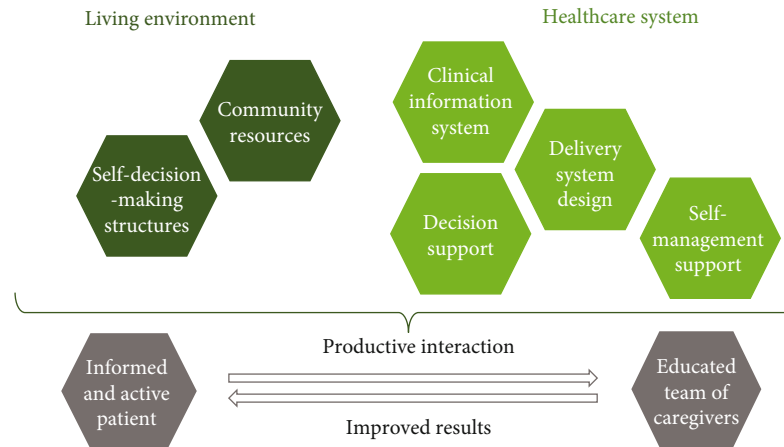 Living environment
Healthcare system
Community
resources
Self-decision
-making
structures
Clinical
information
system
Delivery
system
design
Decision
support
Self-
management
support
Informed
and active
patient
Productive interaction
Improved results
Educated
team of
caregivers